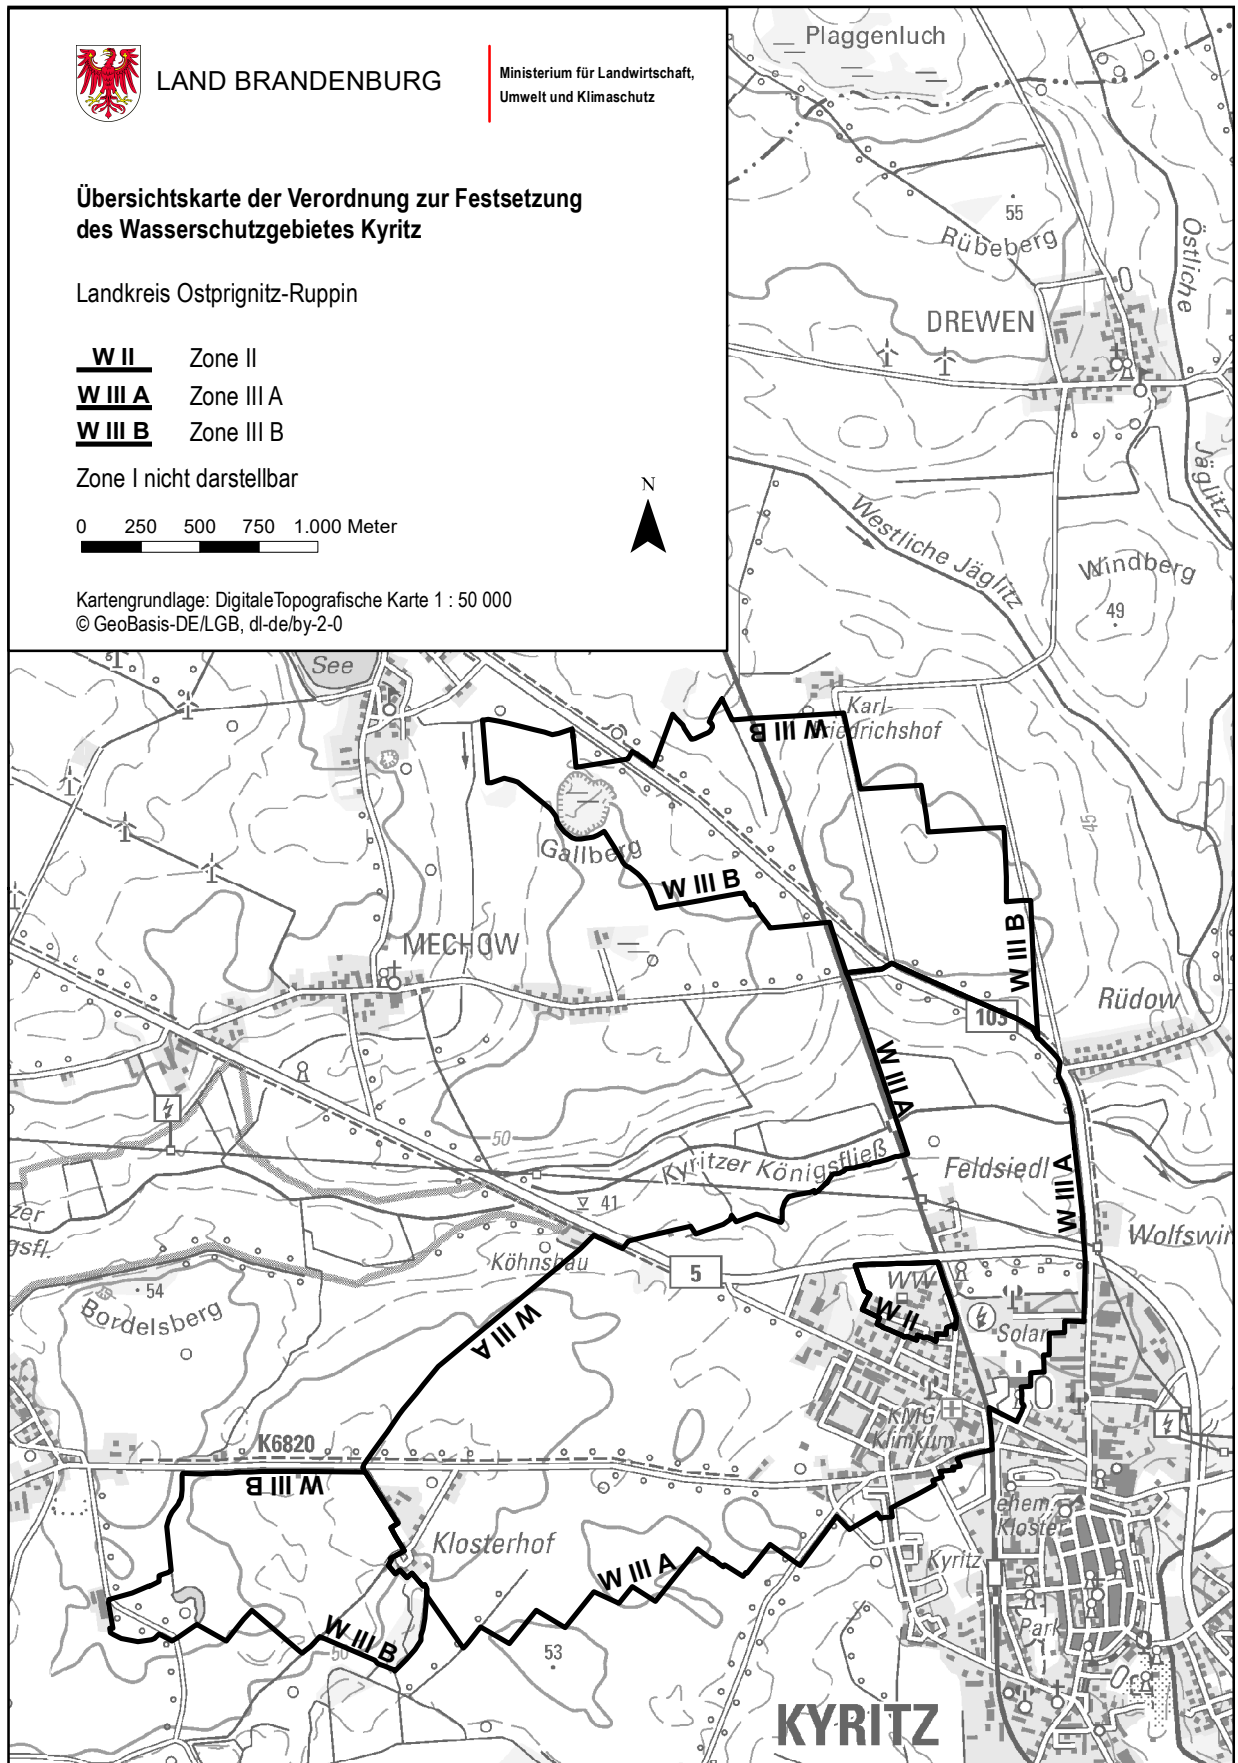 LAND BRANDENBURG
Ministerium für Landwirtschaft,
Umwelt und Klimaschutz
Übersichtskarte der Verordnung zur Festsetzung
des Wasserschutzgebietes Kyritz
Landkreis Ostprignitz-Ruppin
W II Zone II
W III A Zone III A
W III B Zone III B
Zone I nicht darstellbar
0 250 500 750 1.000 Meter
N
Kartengrundlage: DigitaleTopografische Karte 1 : 50 000
© GeoBasis-DE/LGB, dl-de/by-2-0
Plaggenluch
55
Rübeberg
Östliche
Jäglitz
DREWEN
Westliche Jäglitz
Windberg
49
See
Karl-
Friedrichshof
W III B
45
Gallberg
W III B
W III B
MECHOW
103
Rüdow
W III A
50
Kyritzer Königsfließ
Feldsiedl
W III A
41
zer
gsfl.
Köhnsbau
5
Wolfswin
54
Bordelsberg
WW
W II
Solar
W III A
KMG
Klinikum
K6820
W III B
Klosterhof
ehem.
Kloster
Kyritz
W III A
Park
W III B
50
53
KYRITZ